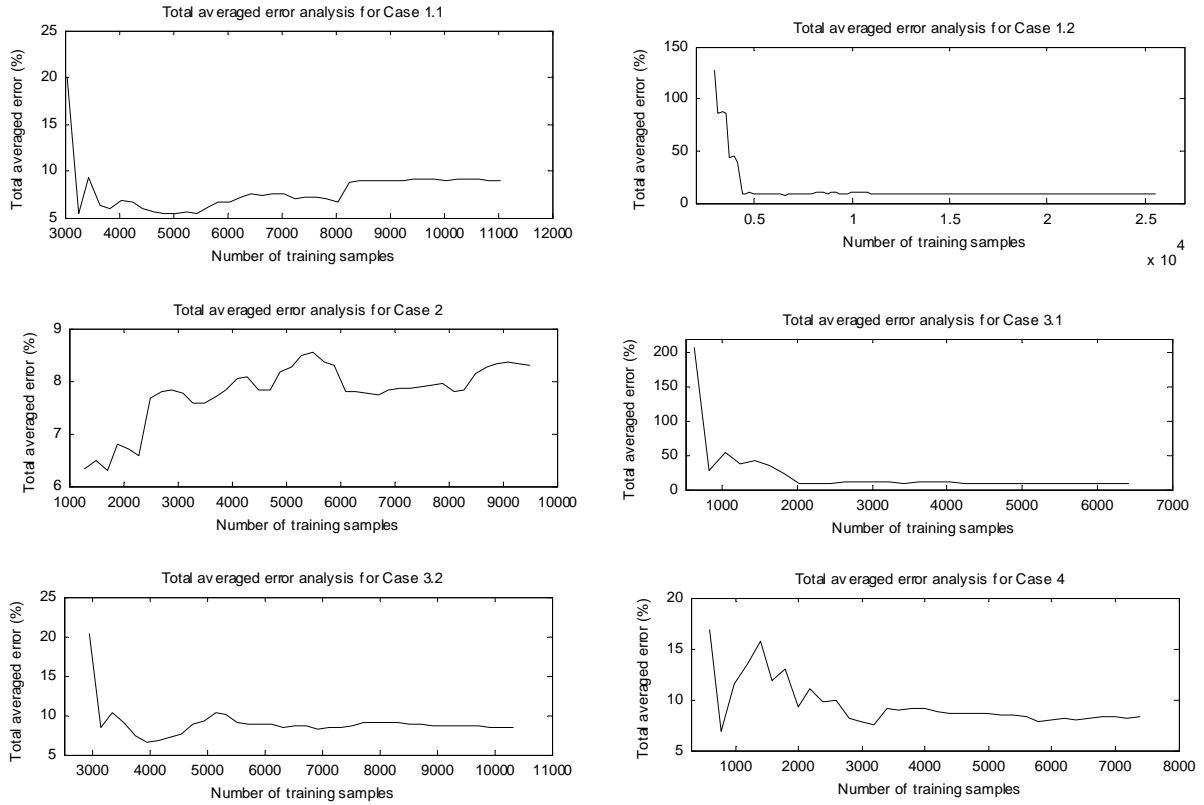 Total averaged error analysis for Case 1.1
Total averaged error (%)
25
20
15
10
5
3000 4000 5000 6000 7000 8000 9000 10000 11000 12000
Number of training samples
Total averaged error analysis for Case 1.2
Total averaged error (%)
150
100
50
0
0.5 1 1.5 2 2.5
Number of training samples
x 10 4
Total averaged error analysis for Case 2
Total averaged error (%)
9
8
7
6
1000 2000 3000 4000 5000 6000 7000 8000 9000 10000
Number of training samples
Total averaged error analysis for Case 3.1
Total averaged error (%)
200
150
100
50
0
1000 2000 3000 4000 5000 6000 7000
Number of training samples
Total averaged error analysis for Case 3.2
Total averaged error (%)
25
20
15
10
5
3000 4000 5000 6000 7000 8000 9000 10000 11000
Number of training samples
Total averaged error analysis for Case 4
Total averaged error (%)
20
15
10
5
1000 2000 3000 4000 5000 6000 7000 8000
Number of training samples